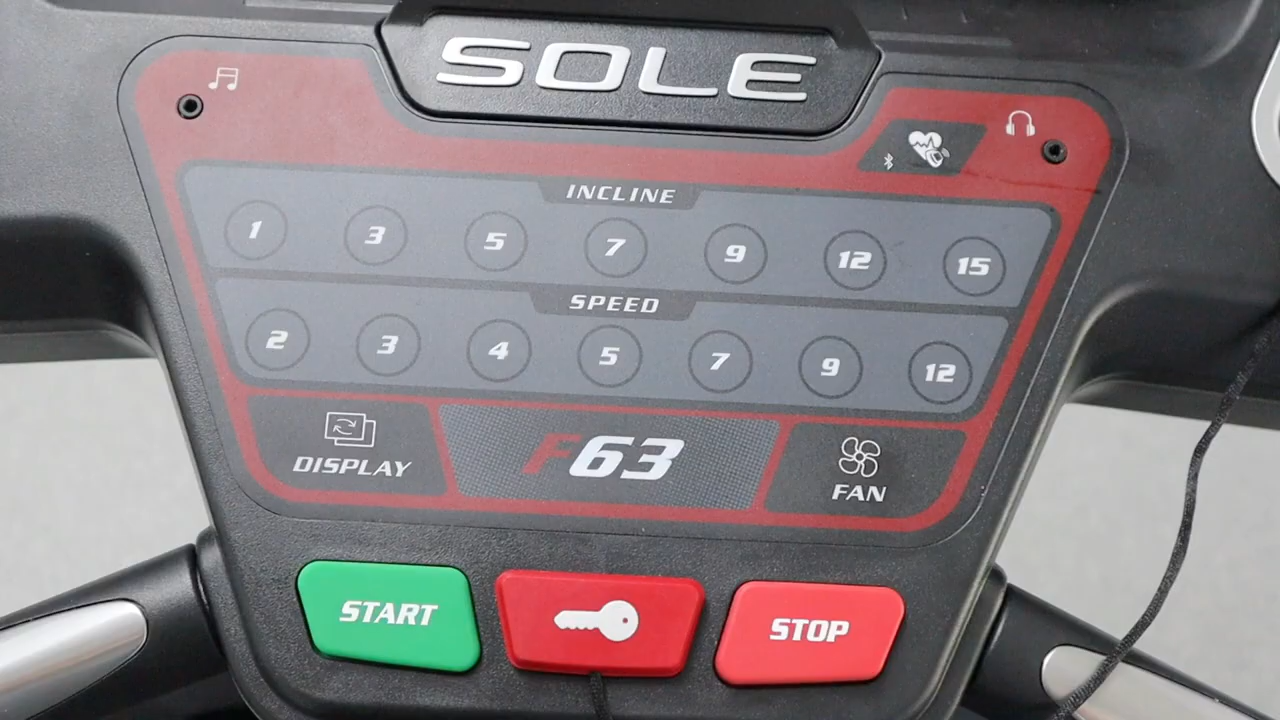 SOLE
INCLINE
1 3 5 7 9 12 15
SPEED
2 3 4 5 7 9 12
DISPLAY
F63
FAN
START
STOP